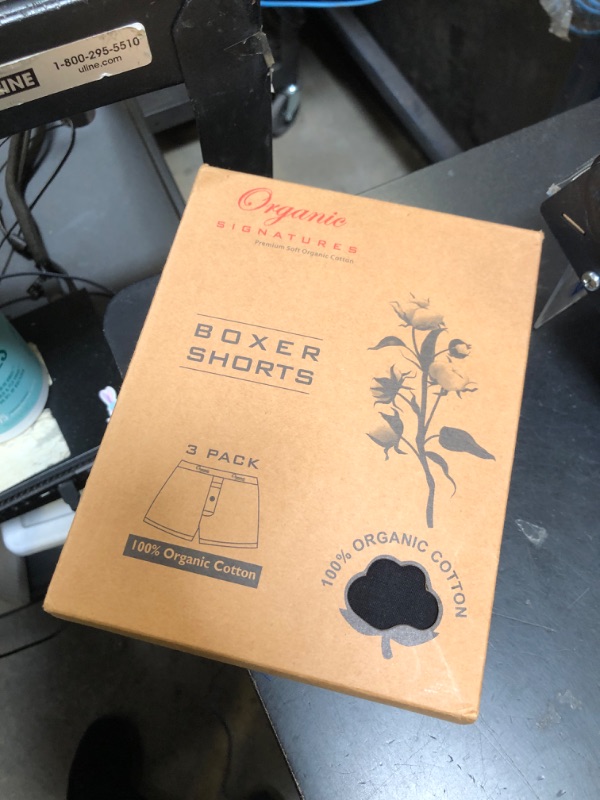 ULINE
1-800-295-5510
uline.com
Organic
SIGNATURES
Premium Soft Organic Cotton
BOXER
SHORTS
3 PACK
100% Organic Cotton
100% ORGANIC COTTON